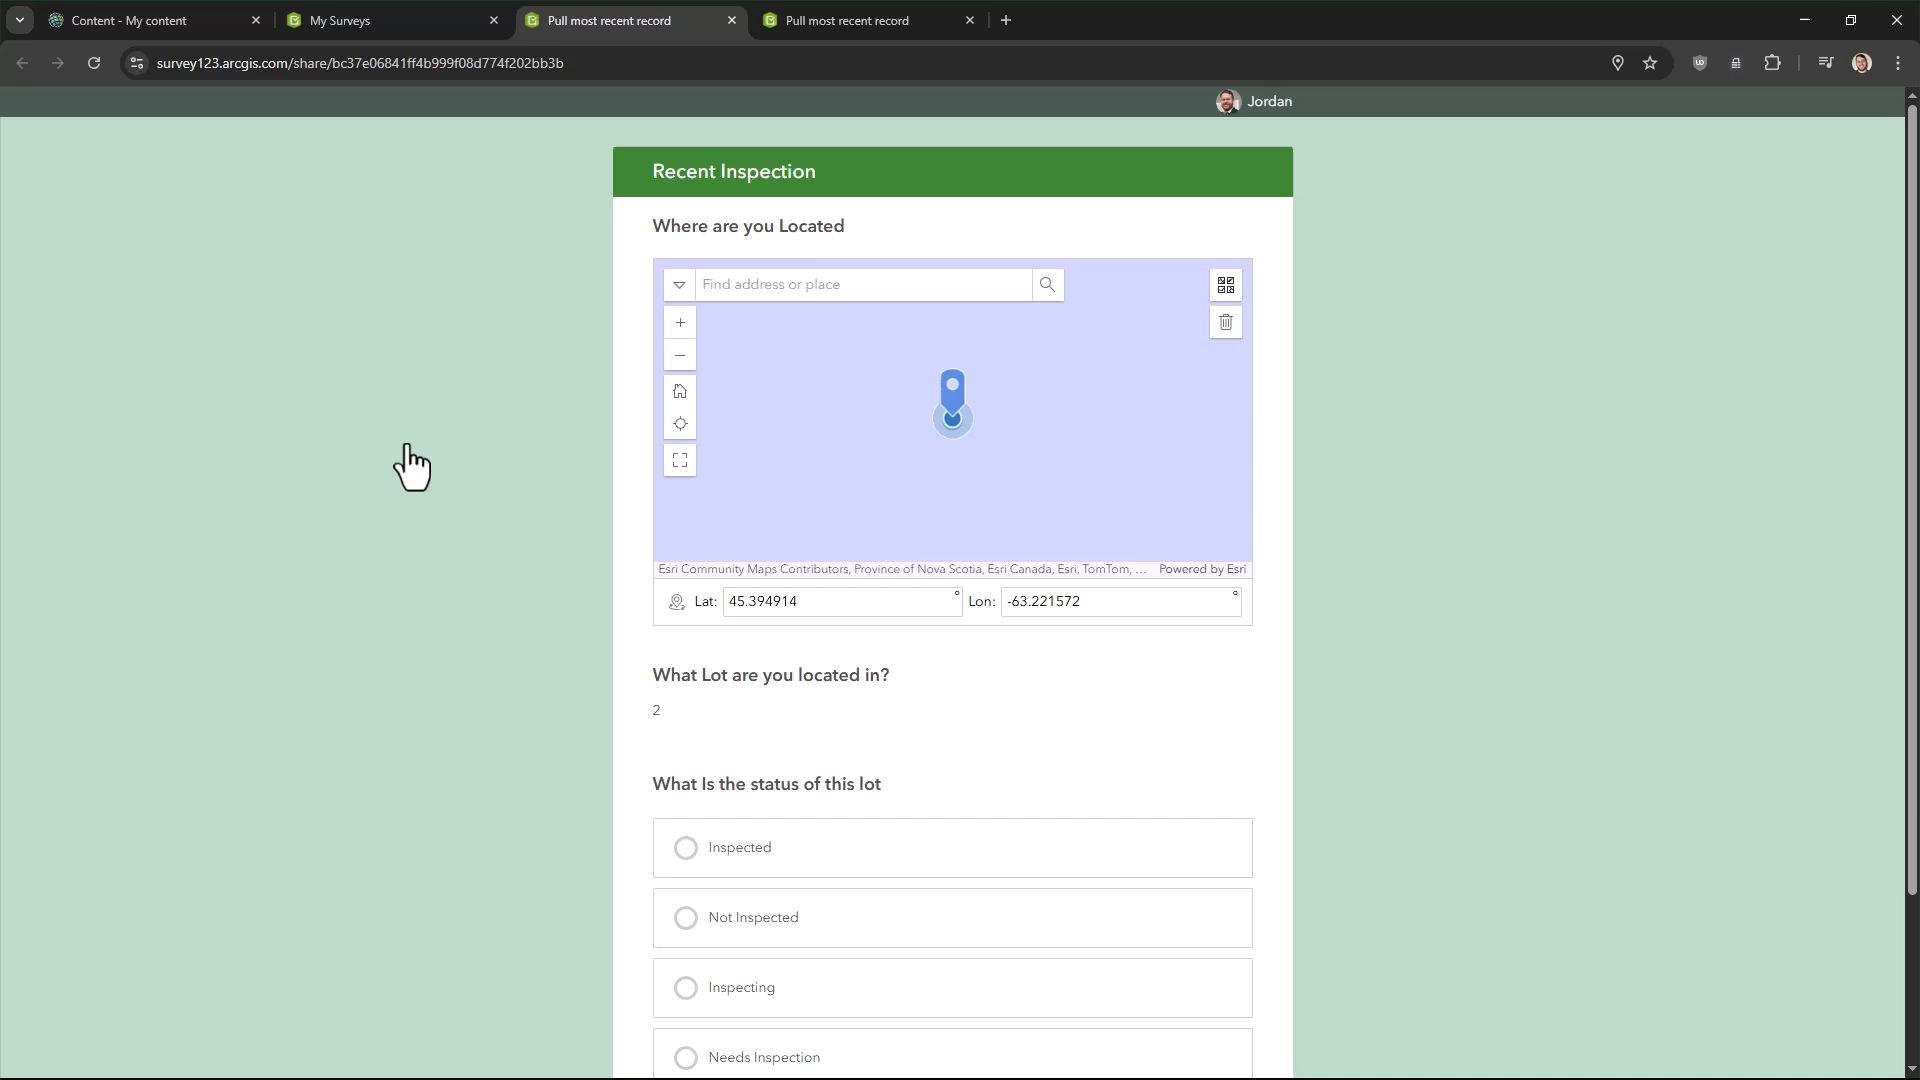 Content - My content
My Surveys
Pull most recent record
Pull most recent record
survey123.arcgis.com/share/bc37e06841ff4b999f08d774f202bb3b
Jordan
Recent Inspection
Where are you Located
Find address or place
Esri Community Maps Contributors, Province of Nova Scotia, Esri Canada, Esri, TomTom, ... Powered by Esri
Lat: 45.394914 ° Lon: -63.221572 °
What Lot are you located in?
2
What Is the status of this lot
Inspected
Not Inspected
Inspecting
Needs Inspection